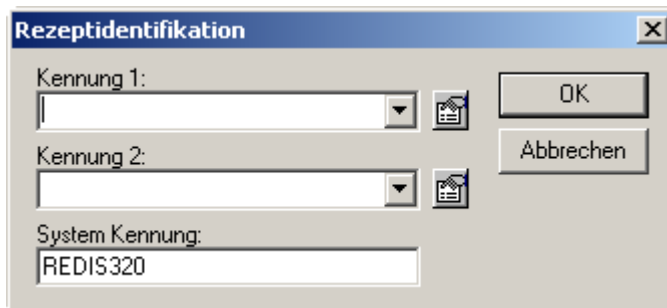 Rezeptidentifikation
Kennung 1:
OK
Kennung 2:
Abbrechen
System Kennung:
REDIS320